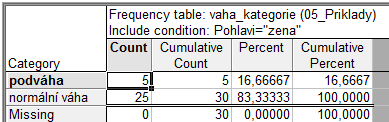 Frequency table: vaha_kategorie (05_Priklady)
Include condition: Pohlavi="zena"
Category Count Cumulative Count Percent Cumulative Percent
podváha 5 5 16,66667 16,6667
normální váha 25 30 83,33333 100,0000
Missing 0 30 0,00000 100,0000